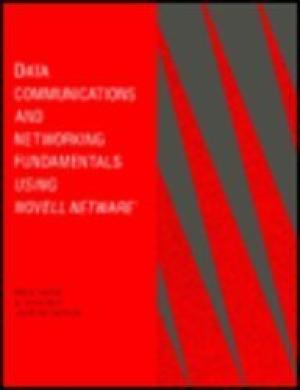 DATA
COMMUNICATIONS
AND
NETWORKING
FUNDAMENTALS
USING
NOVELL NETWARE®